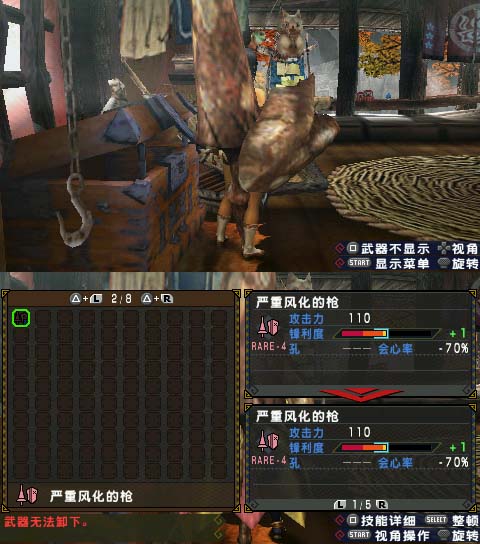 □武器不显示 视角
START 显示菜单 旋转
△+L 2/8 △+R
严重风化的枪
攻击力 110
锋利度 +1
RARE-4 孔 --- 会心率 -70%
严重风化的枪
攻击力 110
锋利度 +1
RARE-4 孔 --- 会心率 -70%
L 1/5 R
严重风化的枪
武器无法卸下。
□技能详细 SELECT 整顿
START 视角操作 旋转